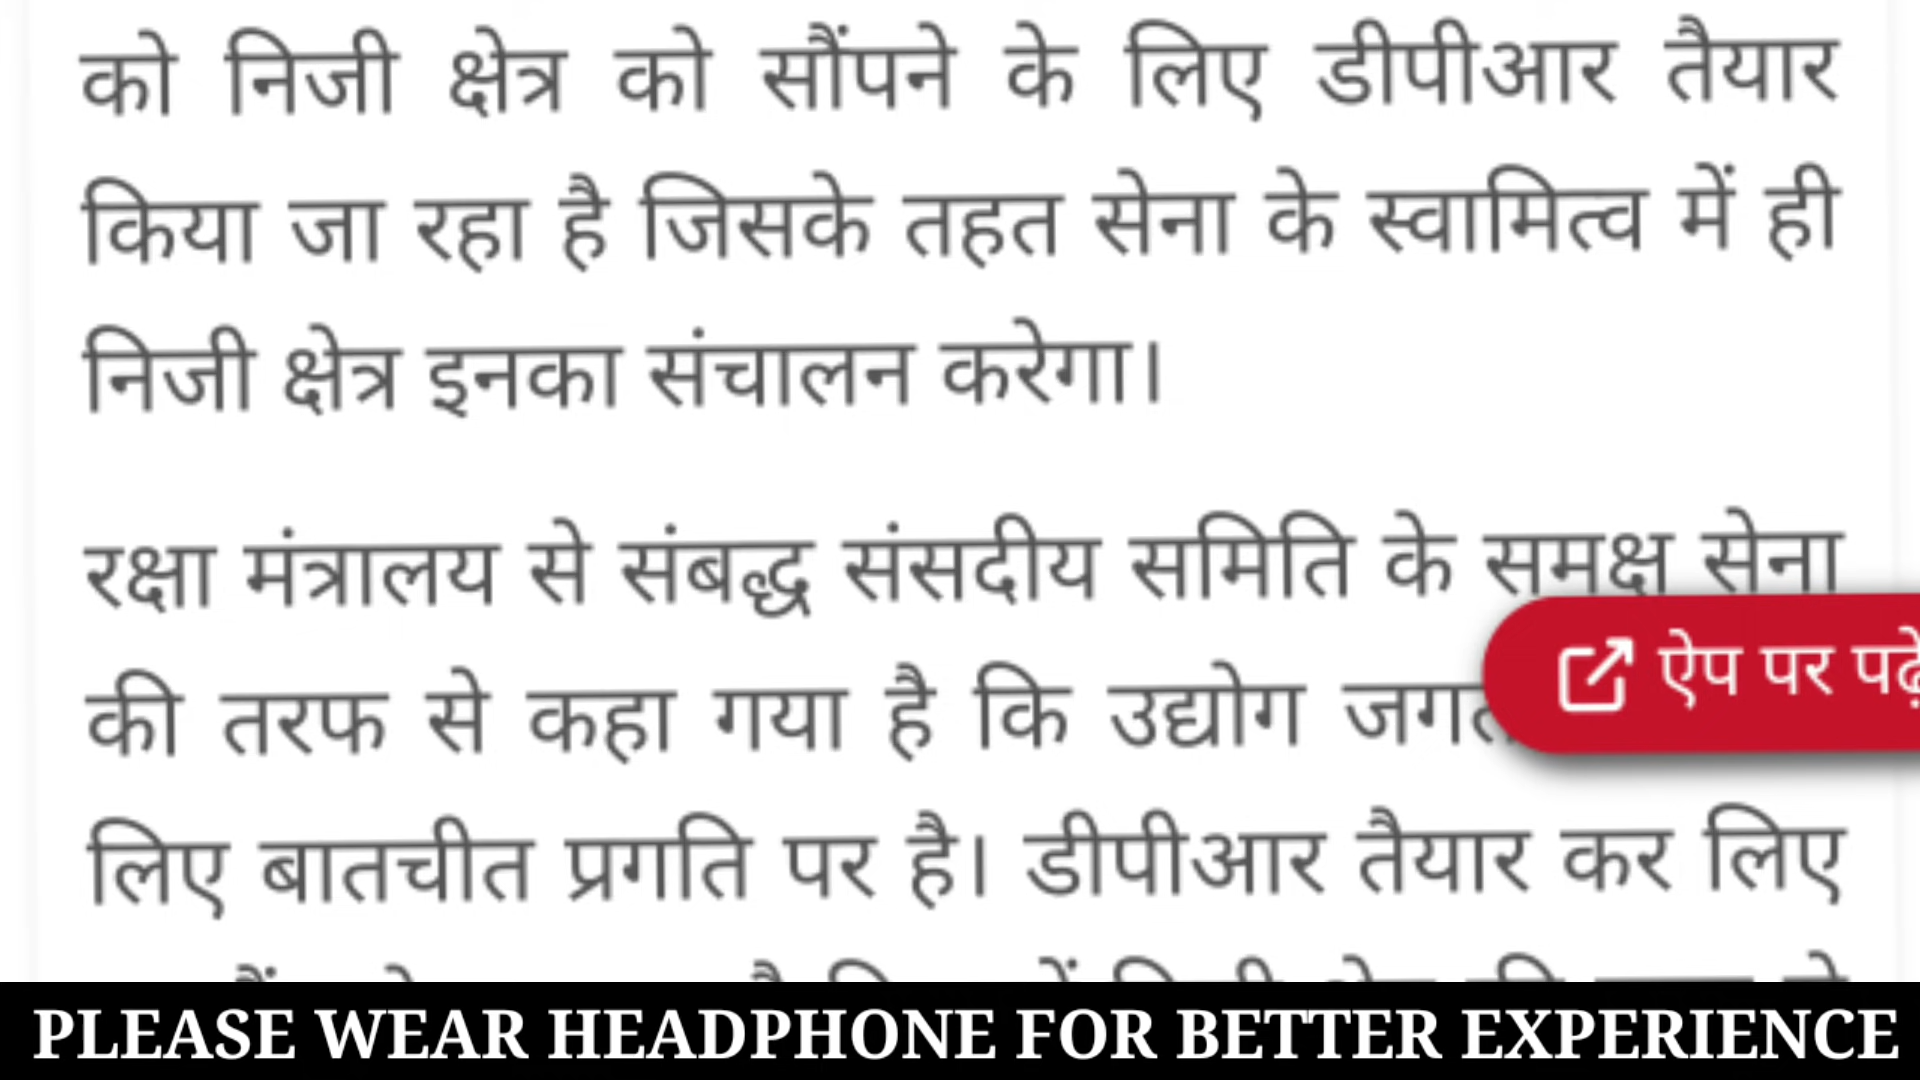 को निजी क्षेत्र को सौंपने के लिए डीपीआर तैयार
किया जा रहा है जिसके तहत सेना के स्वामित्व में ही
निजी क्षेत्र इनका संचालन करेगा।
रक्षा मंत्रालय से संबद्ध संसदीय समिति के समक्ष सेना
की तरफ से कहा गया है कि उद्योग
ऐप पर पढ़ें
लिए बातचीत प्रगति पर है। डीपीआर तैयार कर लिए
PLEASE WEAR HEADPHONE FOR BETTER EXPERIENCE